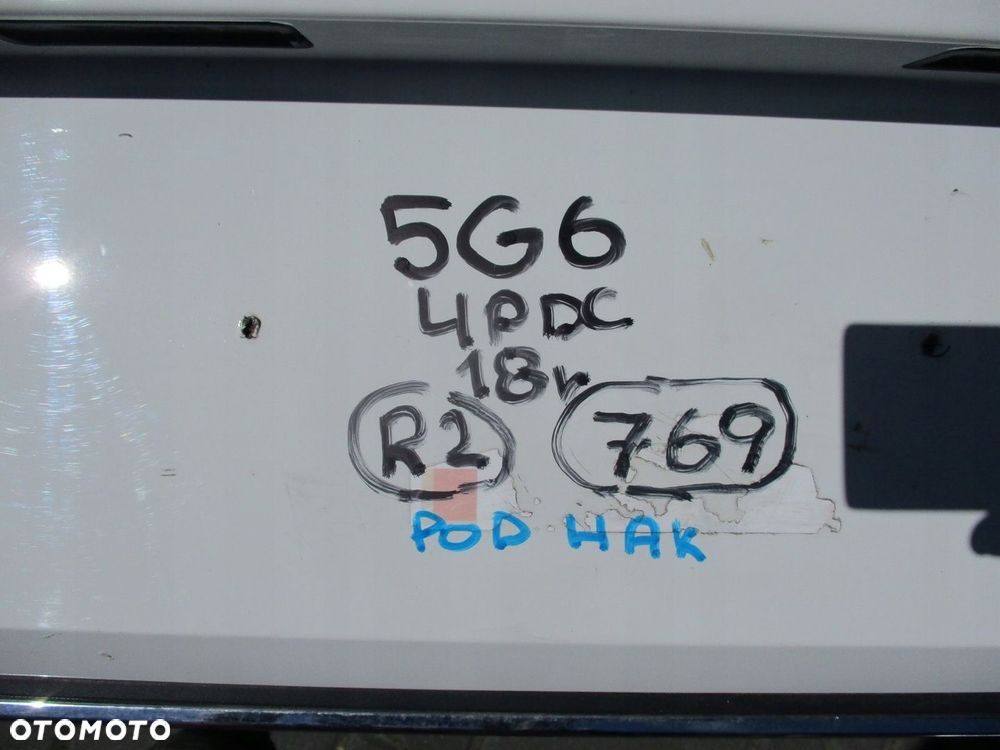 5G6
4PDC
18r
R2 769
POD HAK
OTOMOTO